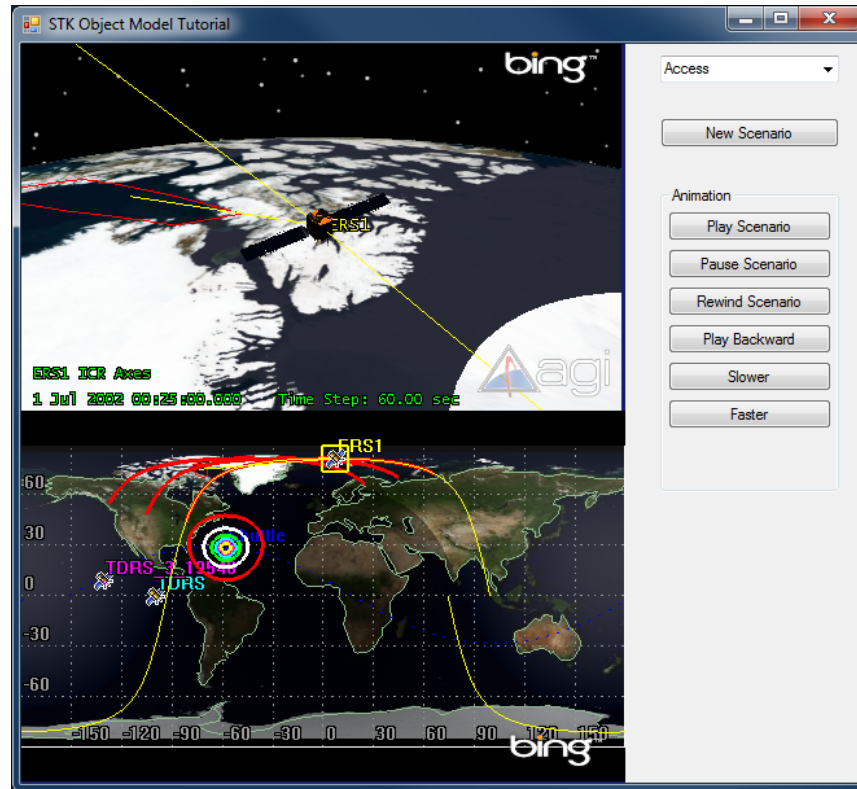 STK Object Model Tutorial
bing™
ERS1
ERS1 ICR Axes
1 Jul 2002 00:25:00.000 Time Step: 60.00 sec
agi
Access
New Scenario
Animation
Play Scenario
Pause Scenario
Rewind Scenario
Play Backward
Slower
Faster
ERS1
60
30
TDRS
0
-30
-60
-150 -120 -90 -60 -30 0 30 60 90 120 150
bing™